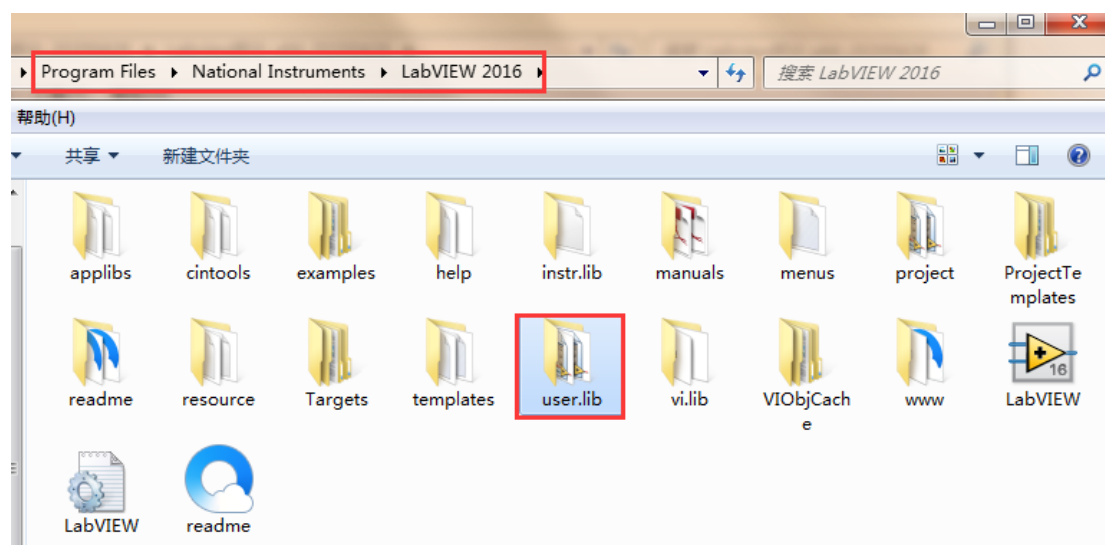 Program Files ▸ National Instruments ▸ LabVIEW 2016 ▸ 搜索 LabVIEW 2016
帮助(H)
共享 新建文件夹
applibs cintools examples help instr.lib manuals menus project ProjectTe
mplates
readme resource Targets templates user.lib vi.lib VIObjCach www LabVIEW
e
16
LabVIEW readme